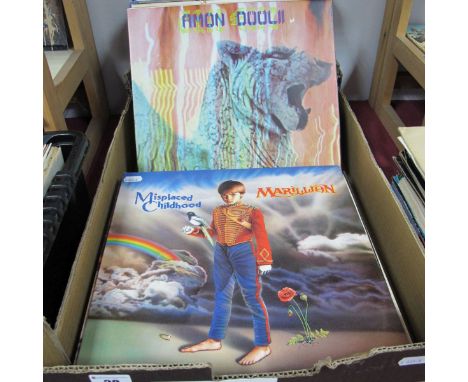 AMON DÜÜL II
Misplaced
Childhood
MARILLION